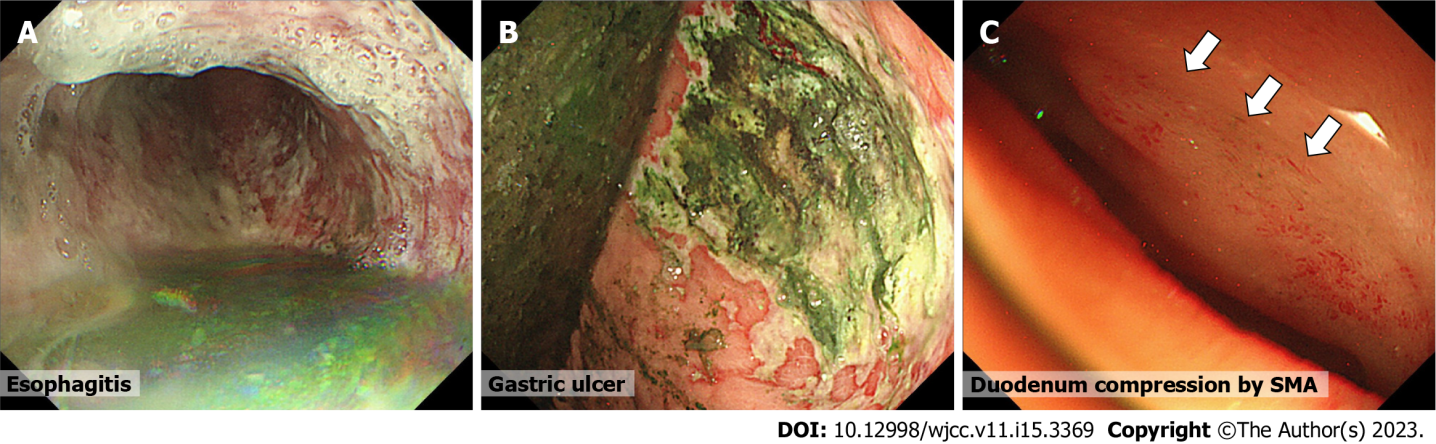 A
B
C
Esophagitis
Gastric ulcer
Duodenum compression by SMA
DOI: 10.12998/wjcc.v11.i15.3369 Copyright ©The Author(s) 2023.